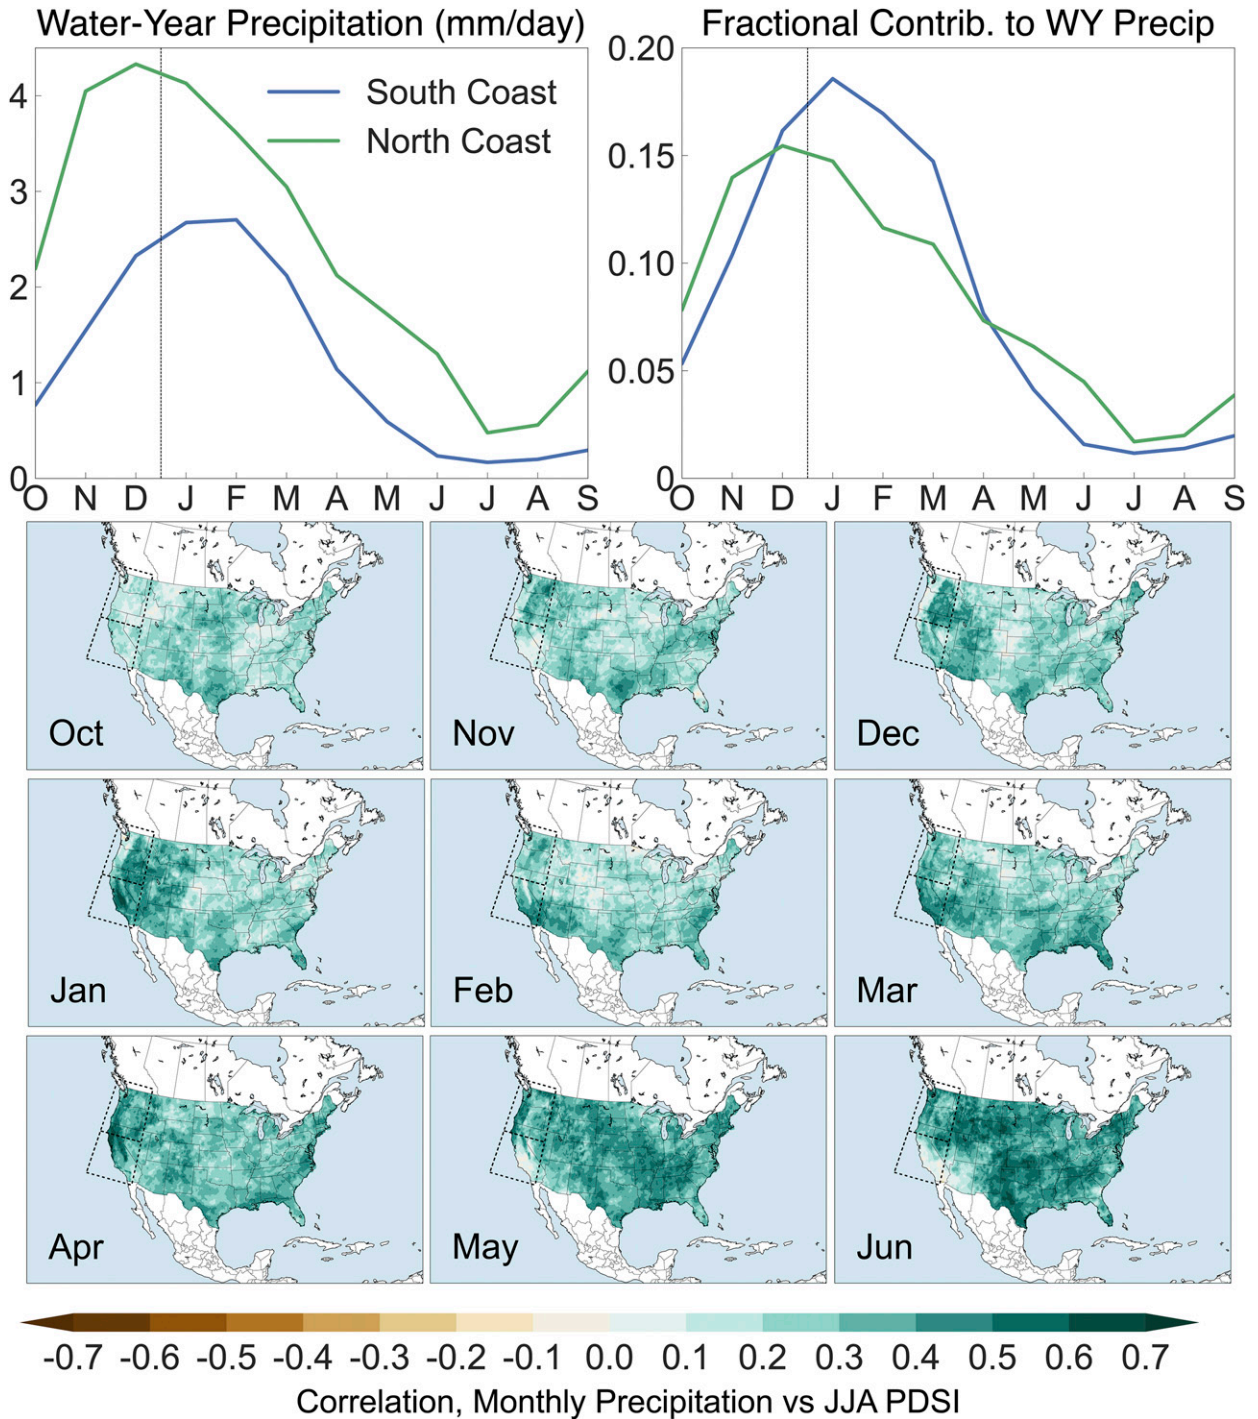 Water-Year Precipitation (mm/day)
Fractional Contrib. to WY Precip
4
3
2
1
0
South Coast
North Coast
O N D J F M A M J J A S
0.20
0.15
0.10
0.05
0
O N D J F M A M J J A S
Oct
Nov
Dec
Jan
Feb
Mar
Apr
May
Jun
-0.7 -0.6 -0.5 -0.4 -0.3 -0.2 -0.1 0.0 0.1 0.2 0.3 0.4 0.5 0.6 0.7
Correlation, Monthly Precipitation vs JJA PDSI